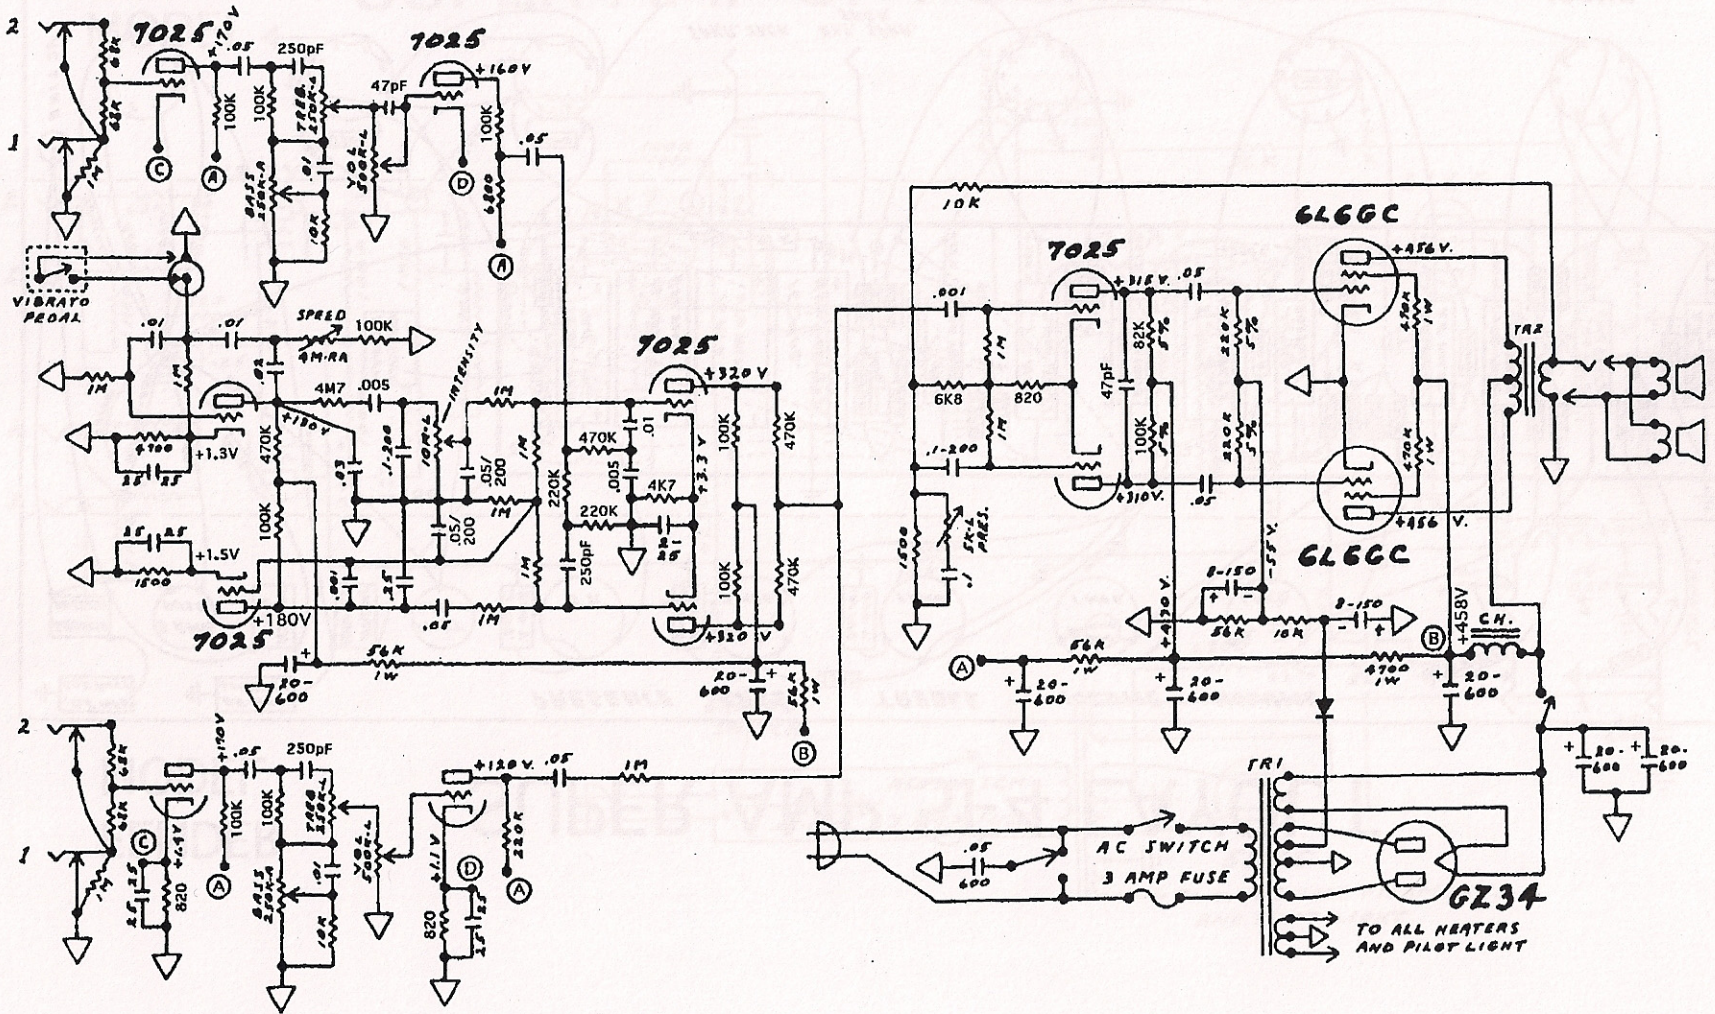 2
68K
68K
1
1M
7025
+170V
.05
250pF
100K
100K
TREB.
250K-L
BASS
250K-A
.01
10K
C
A
7025
47pF
VOL
500K-L
+160V
100K
.05
6800
D
A
VIBRATO
PEDAL
.01
.01
SPEED
100K
4M-RA
.02
1M
1M
4M7
.005
INTENSITY
1M
+180V
4700
+1.3V
25 25
470K
.03
.1-200
10M-L
.05/
200
1M
1M
100K
.05/
200
25 25
+1.5V
1500
.001
.25
1M
7025
+180V
.05
1M
20-
600
56K
1W
7025
+320V
.01
470K
.005
4K7
+3.3V
220K
220K
25
250pF
100K
470K
100K
470K
+320 V
20-
600
56K
1W
B
10K
.001
1M
6K8
820
1M
.1-200
1500
5K-L
PRES.
.1
7025
+315V.
.05
47pF
82K
5%
100K
5%
220K
5%
220K
5%
+310V.
.05
6L6GC
+456V.
470K
1W
470K
1W
+456 V.
6L6GC
TR2
-55V.
8-150
56K
10K
8-150
A
56K
1W
20-
600
20-
600
4700
1W
B
+458V
CH.
20-
600
20-
600
20-
600
2
68K
68K
1
1M
+170V
.05
250pF
100K
100K
TREB
250K-L
BASS
250K-A
.01
10K
C
+1.4V
25 25
820
A
VOL
500K-L
+120V.
.05
1M
220K
A
+1.1V
D
820
25 25
.05
600
AC SWITCH
3 AMP FUSE
TR1
GZ34
TO ALL HEATERS
AND PILOT LIGHT